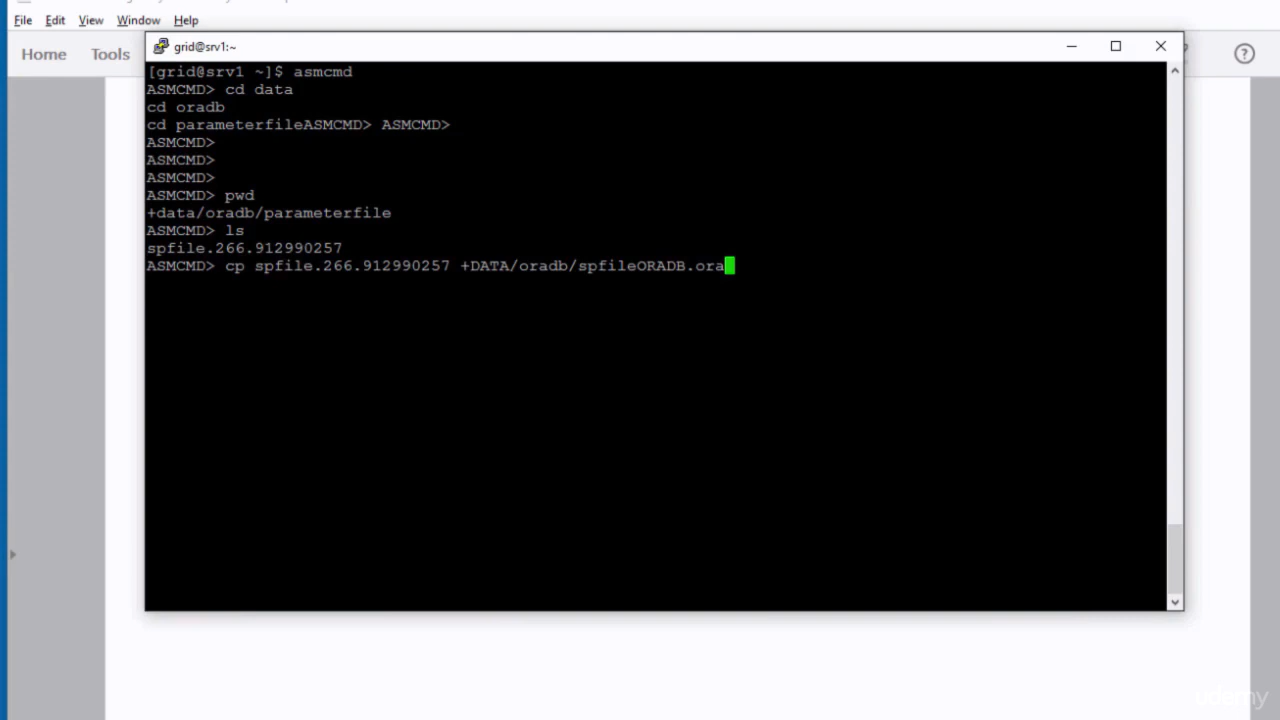 File Edit View Window Help
Home Tools
grid@srv1:~
[grid@srv1 ~]$ asmcmd
ASMCMD> cd data
cd oradb
cd parameterfileASMCMD> ASMCMD>
ASMCMD>
ASMCMD>
ASMCMD>
ASMCMD> pwd
+data/oradb/parameterfile
ASMCMD> ls
spfile.266.912990257
ASMCMD> cp spfile.266.912990257 +DATA/oradb/spfileORADB.ora
udemy